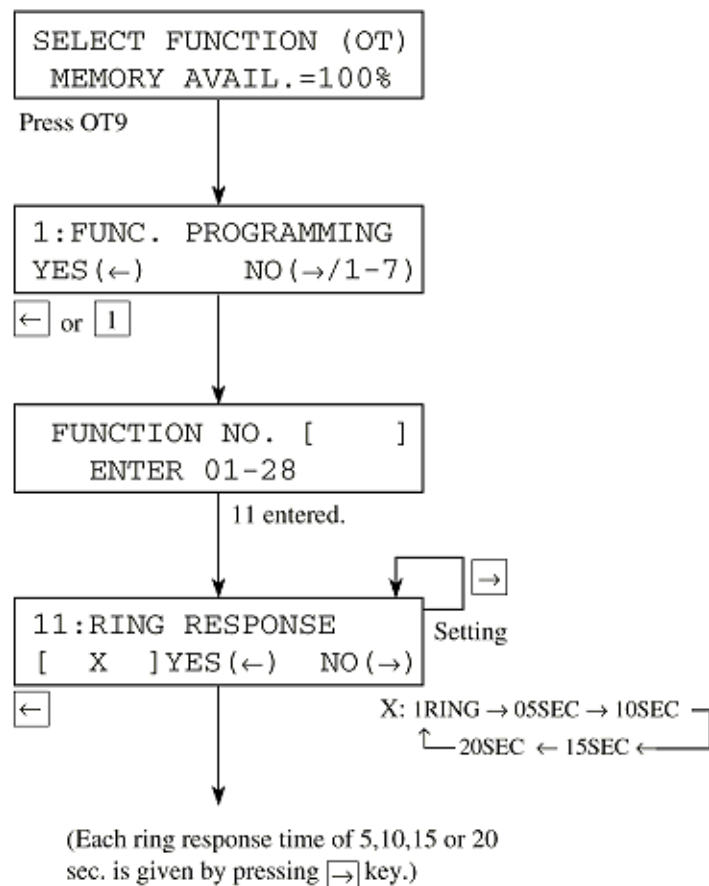 SELECT FUNCTION (OT)
MEMORY AVAIL.=100%
Press OT9
1:FUNC. PROGRAMMING
YES(←) NO(→/1-7)
← or 1
FUNCTION NO. [ ]
ENTER 01-28
11 entered.
→
11:RING RESPONSE
[ X ]YES(←) NO(→)
Setting
←
X: 1RING → 05SEC → 10SEC
20SEC ← 15SEC ←
(Each ring response time of 5,10,15 or 20
sec. is given by pressing → key.)